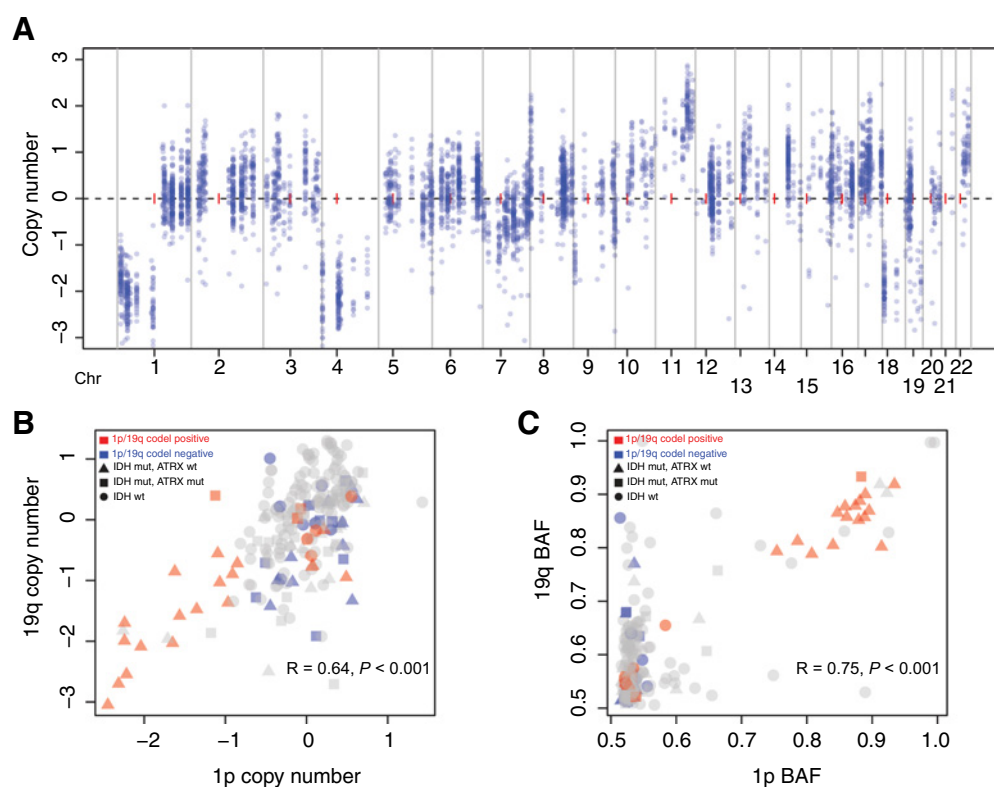 A
3
2
1
0
−1
−2
−3
Copy number
Chr
1 2 3 4 5 6 7 8 9 10 11 12 14 16 18 20 22
13 15 19 21
B
1p/19q codel positive
1p/19q codel negative
IDH mut, ATRX wt
IDH mut, ATRX mut
IDH wt
1
0
−1
−2
−3
19q copy number
R = 0.64, P < 0.001
−2 −1 0 1
1p copy number
C
1p/19q codel positive
1p/19q codel negative
IDH mut, ATRX wt
IDH mut, ATRX mut
IDH wt
1.0
0.9
0.8
0.7
0.6
0.5
19q BAF
R = 0.75, P < 0.001
0.5 0.6 0.7 0.8 0.9 1.0
1p BAF